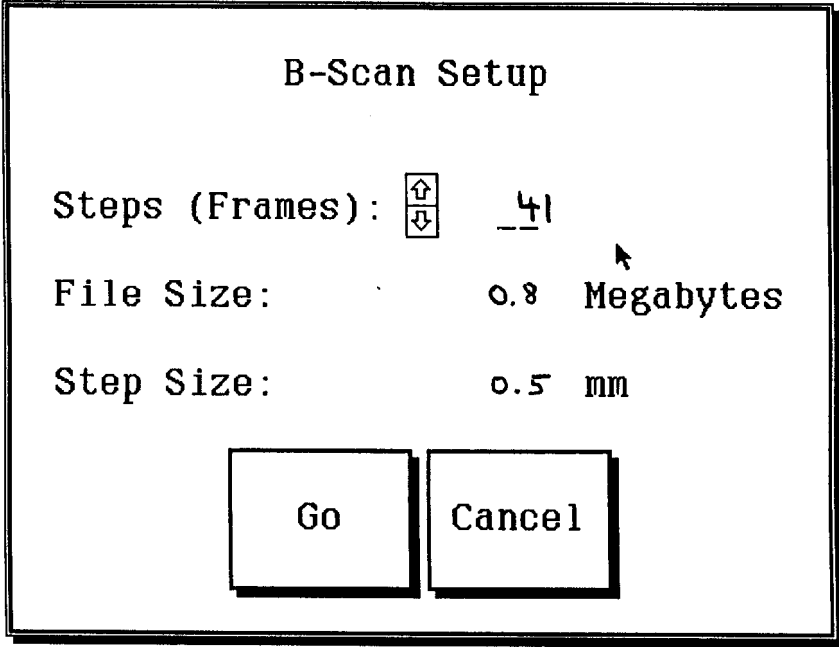 B-Scan Setup
Steps (Frames): 41
File Size: 0.8 Megabytes
Step Size: 0.5 mm
Go Cancel